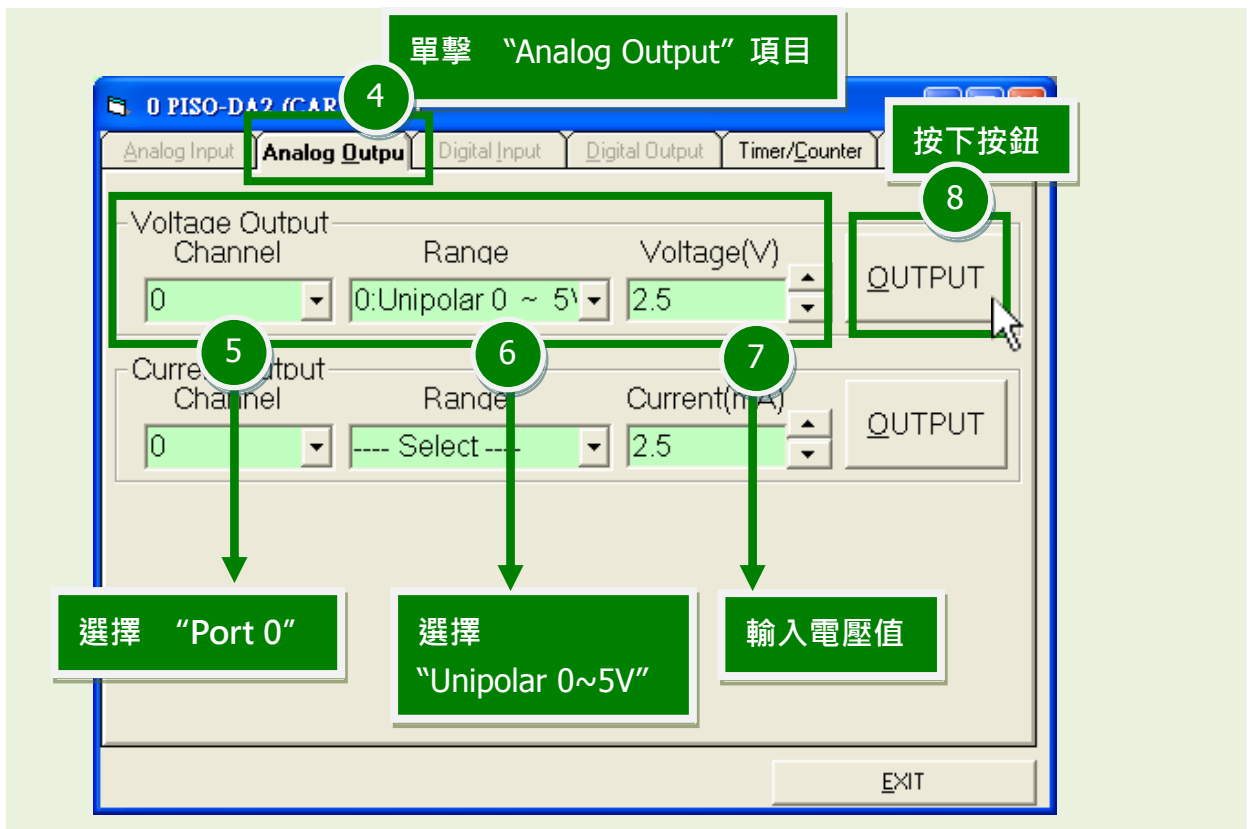 單擊 “Analog Output” 項目
4
0 PISO-DA2 (CAR
按下按鈕
Analog Input Analog Outpu Digital Input Digital Output Timer/Counter
8
Voltage Output
Channel Range Voltage(V)
0 0:Unipolar 0 ~ 5V 2.5 OUTPUT
5 6 7
Output
Channel Range Current(mA)
0 ---- Select ---- 2.5 OUTPUT
選擇 “Port 0”
選擇
“Unipolar 0~5V”
輸入電壓值
EXIT